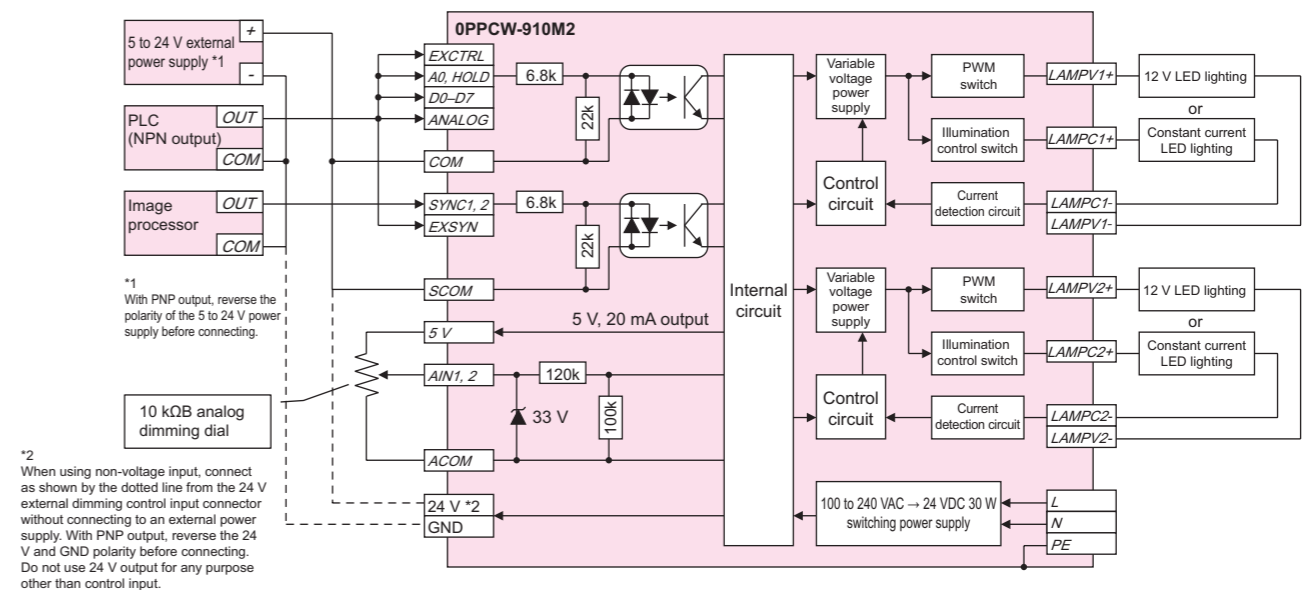 0PPCW-910M2
5 to 24 V external
power supply *1
+
-
PLC
(NPN output)
OUT
COM
Image
processor
OUT
COM
*1
With PNP output, reverse the
polarity of the 5 to 24 V power
supply before connecting.
10 kΩB analog
dimming dial
*2
When using non-voltage input, connect
as shown by the dotted line from the 24 V
external dimming control input connector
without connecting to an external power
supply. With PNP output, reverse the 24
V and GND polarity before connecting.
Do not use 24 V output for any purpose
other than control input.
EXCTRL
A0, HOLD
D0–D7
ANALOG
COM
SYNC1, 2
EXSYN
SCOM
5 V
AIN1, 2
ACOM
24 V *2
GND
6.8k
22k
6.8k
22k
5 V, 20 mA output
120k
33 V
100k
Internal
circuit
Variable
voltage
power
supply
PWM
switch
Illumination
control switch
Control
circuit
Current
detection circuit
LAMPV1+
LAMPC1+
LAMPC1-
LAMPV1-
12 V LED lighting
or
Constant current
LED lighting
Variable
voltage
power
supply
PWM
switch
Illumination
control switch
Control
circuit
Current
detection circuit
LAMPV2+
LAMPC2+
LAMPC2-
LAMPV2-
12 V LED lighting
or
Constant current
LED lighting
100 to 240 VAC → 24 VDC 30 W
switching power supply
L
N
PE